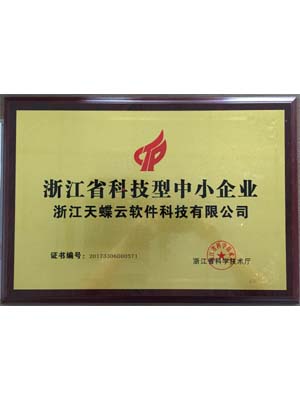 浙江省科技型中小企业
浙江天蝶云软件科技有限公司
证书编号：20133306000571
浙江省科学技术厅